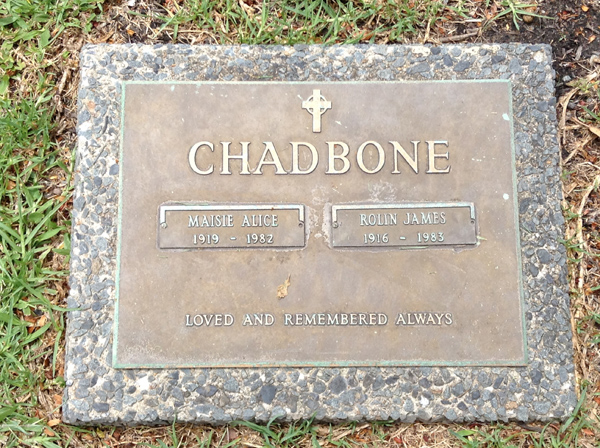 CHADBONE
MAISIE ALICE
1919 - 1982
ROLIN JAMES
1916 - 1983
LOVED AND REMEMBERED ALWAYS